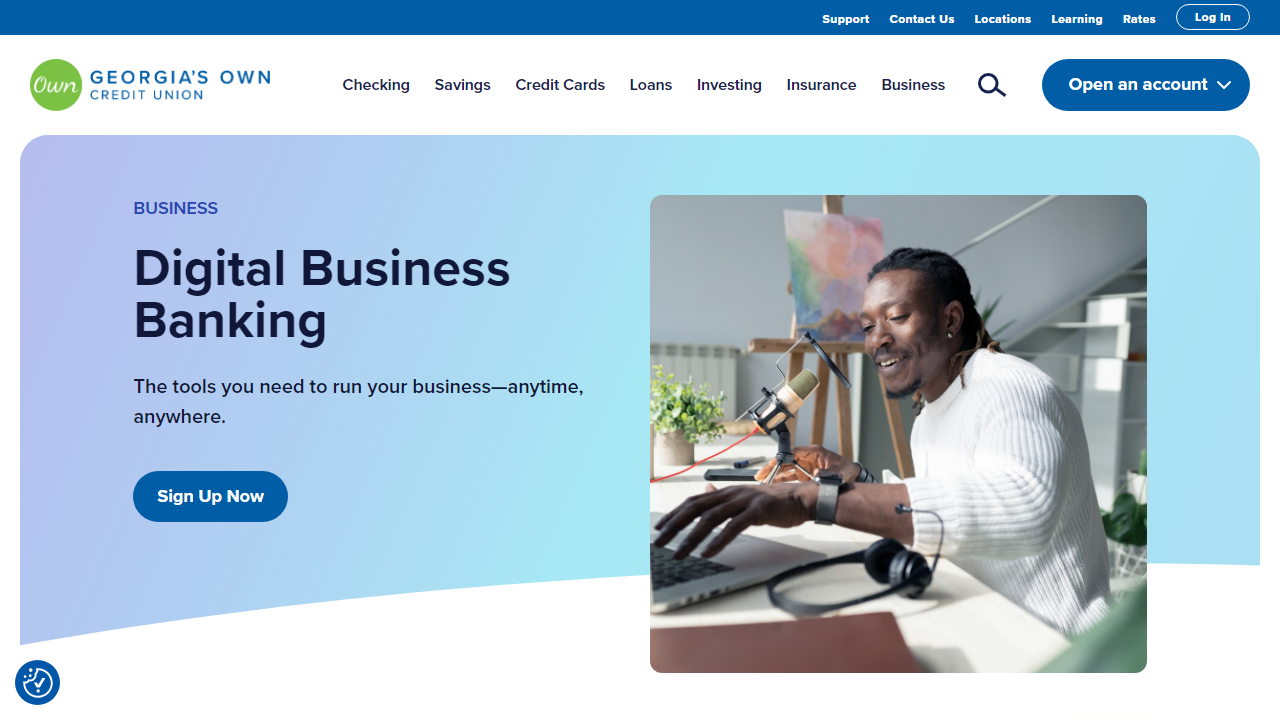 Support
Contact Us
Locations
Learning
Rates
Log In
Own
GEORGIA'S OWN
CREDIT UNION
Checking
Savings
Credit Cards
Loans
Investing
Insurance
Business
Open an account
BUSINESS
Digital Business
Banking
The tools you need to run your business—anytime,
anywhere.
Sign Up Now